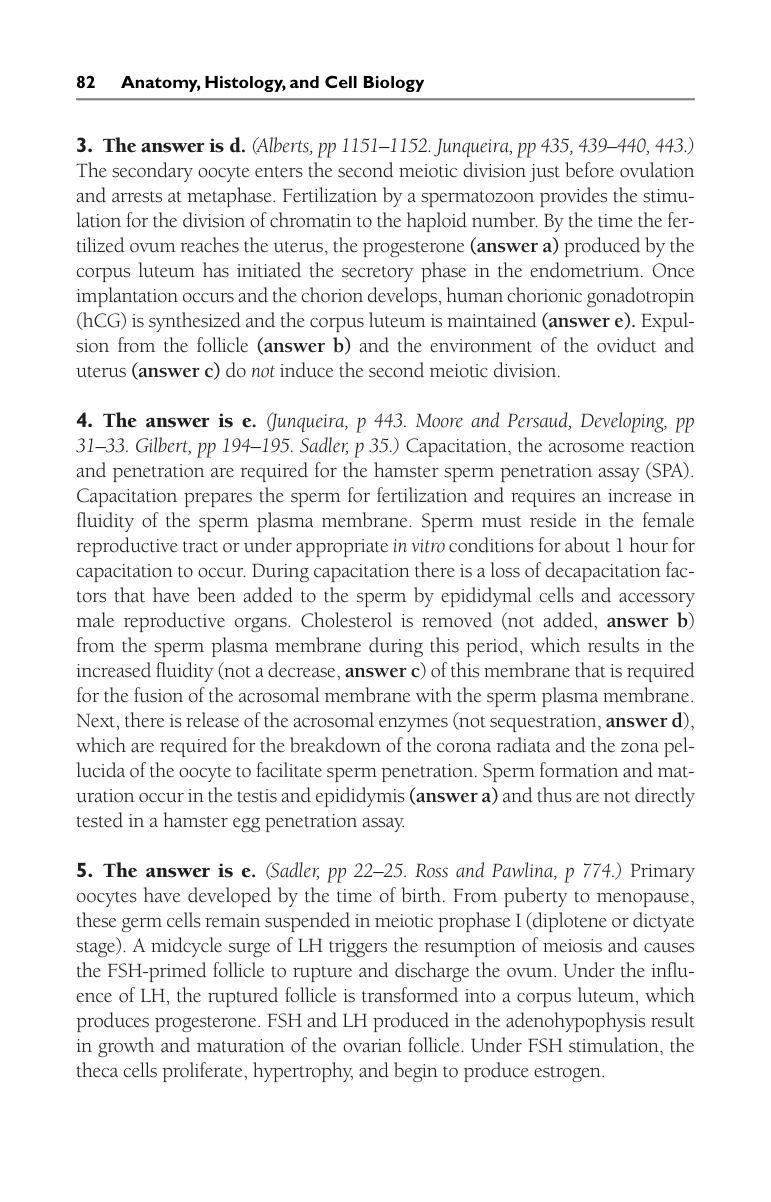 82 Anatomy, Histology, and Cell Biology
3. The answer is d. (Alberts, pp 1151–1152. Junqueira, pp 435, 439–440, 443.)
The secondary oocyte enters the second meiotic division just before ovulation
and arrests at metaphase. Fertilization by a spermatozoon provides the stimu-
lation for the division of chromatin to the haploid number. By the time the fer-
tilized ovum reaches the uterus, the progesterone (answer a) produced by the
corpus luteum has initiated the secretory phase in the endometrium. Once
implantation occurs and the chorion develops, human chorionic gonadotropin
(hCG) is synthesized and the corpus luteum is maintained (answer e). Expul-
sion from the follicle (answer b) and the environment of the oviduct and
uterus (answer c) do not induce the second meiotic division.
4. The answer is e. (Junqueira, p 443. Moore and Persaud, Developing, pp
31–33. Gilbert, pp 194–195. Sadler, p 35.) Capacitation, the acrosome reaction
and penetration are required for the hamster sperm penetration assay (SPA).
Capacitation prepares the sperm for fertilization and requires an increase in
fluidity of the sperm plasma membrane. Sperm must reside in the female
reproductive tract or under appropriate in vitro conditions for about 1 hour for
capacitation to occur. During capacitation there is a loss of decapacitation fac-
tors that have been added to the sperm by epididymal cells and accessory
male reproductive organs. Cholesterol is removed (not added, answer b)
from the sperm plasma membrane during this period, which results in the
increased fluidity (not a decrease, answer c) of this membrane that is required
for the fusion of the acrosomal membrane with the sperm plasma membrane.
Next, there is release of the acrosomal enzymes (not sequestration, answer d),
which are required for the breakdown of the corona radiata and the zona pel-
lucida of the oocyte to facilitate sperm penetration. Sperm formation and mat-
uration occur in the testis and epididymis (answer a) and thus are not directly
tested in a hamster egg penetration assay.
5. The answer is e. (Sadler, pp 22–25. Ross and Pawlina, p 774.) Primary
oocytes have developed by the time of birth. From puberty to menopause,
these germ cells remain suspended in meiotic prophase I (diplotene or dictyate
stage). A midcycle surge of LH triggers the resumption of meiosis and causes
the FSH-primed follicle to rupture and discharge the ovum. Under the influ-
ence of LH, the ruptured follicle is transformed into a corpus luteum, which
produces progesterone. FSH and LH produced in the adenohypophysis result
in growth and maturation of the ovarian follicle. Under FSH stimulation, the
theca cells proliferate, hypertrophy, and begin to produce estrogen.